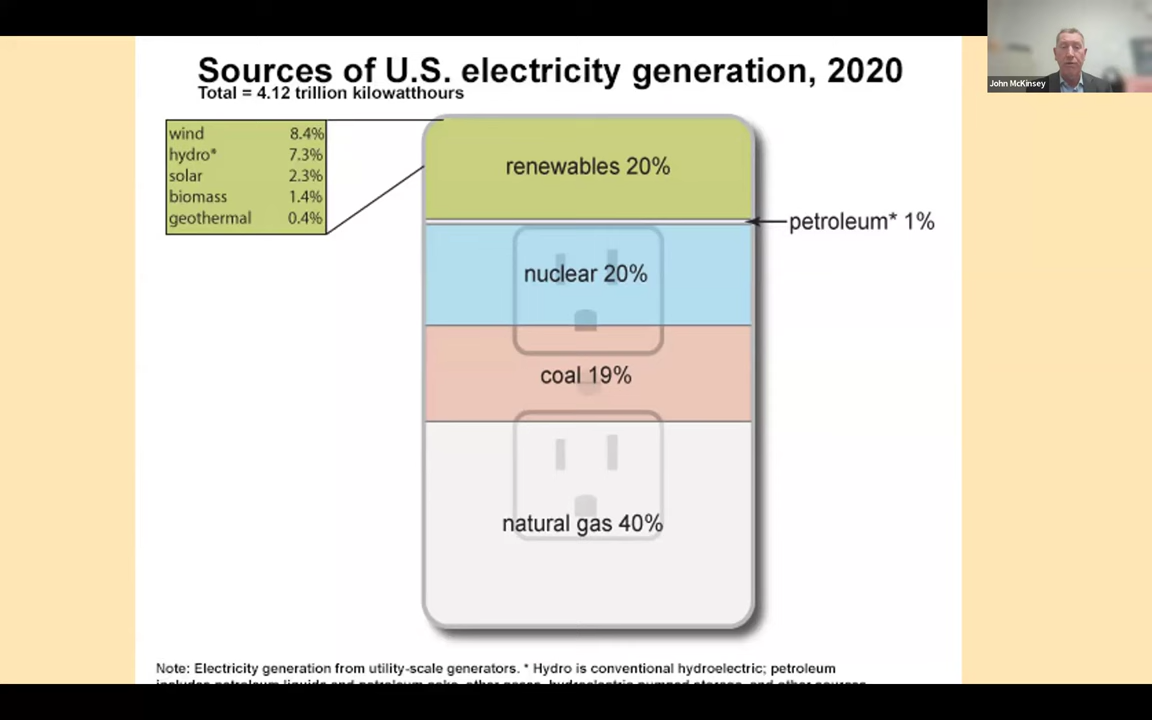 Sources of U.S. electricity generation, 2020
Total = 4.12 trillion kilowatthours
wind 8.4%
hydro* 7.3%
solar 2.3%
biomass 1.4%
geothermal 0.4%
renewables 20%
petroleum* 1%
nuclear 20%
coal 19%
natural gas 40%
Note: Electricity generation from utility-scale generators. * Hydro is conventional hydroelectric; petroleum
includes petroleum liquids and petroleum coke, other gases, hydroelectric pumped storage, and other sources.
John McKinsey